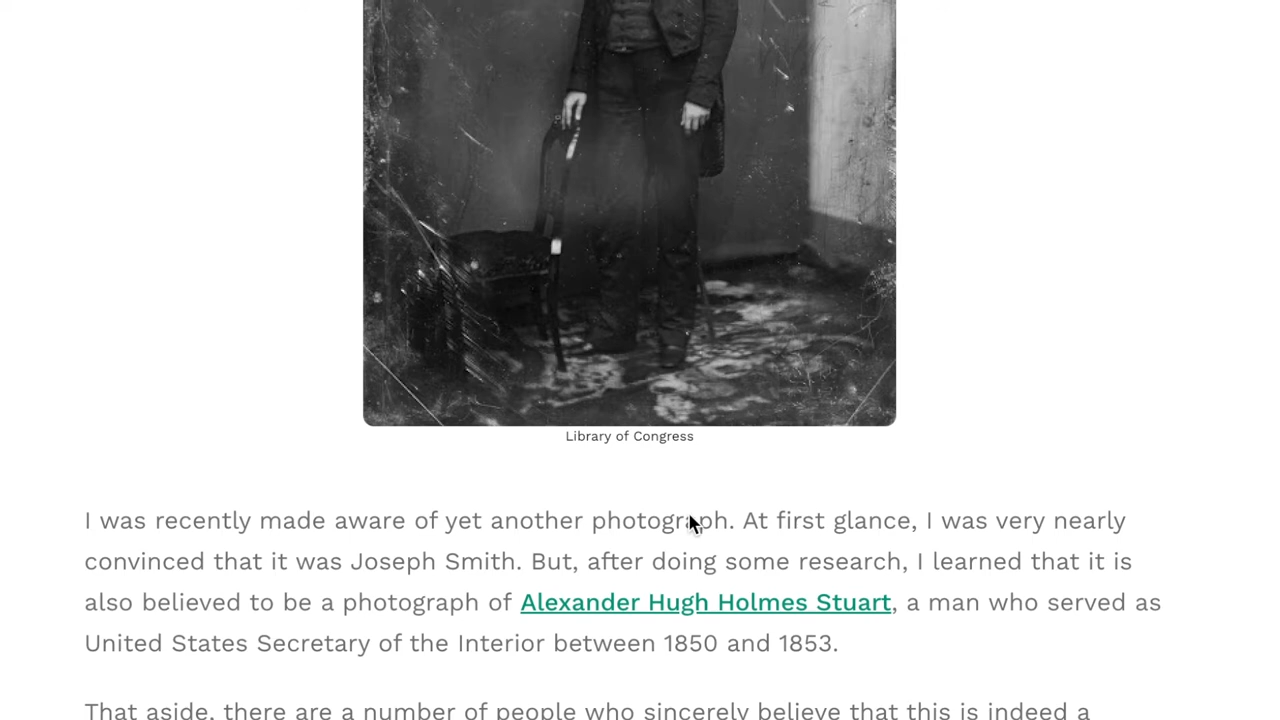 Library of Congress
I was recently made aware of yet another photograph. At first glance, I was very nearly
convinced that it was Joseph Smith. But, after doing some research, I learned that it is
also believed to be a photograph of Alexander Hugh Holmes Stuart, a man who served as
United States Secretary of the Interior between 1850 and 1853.
That aside, there are a number of people who sincerely believe that this is indeed a